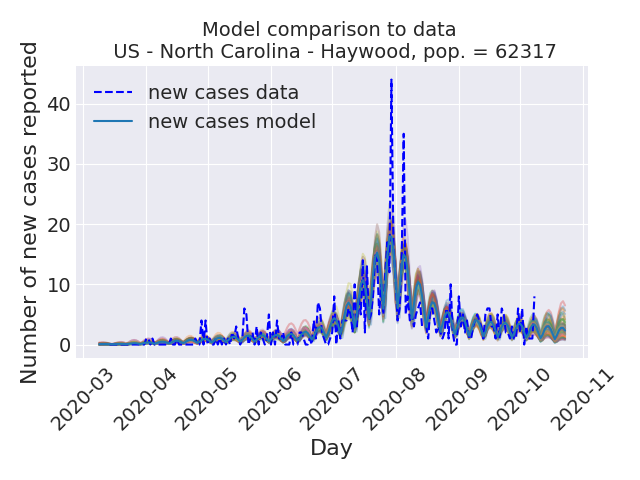 Model comparison to data
US - North Carolina - Haywood, pop. = 62317
Number of new cases reported
40
30
20
10
0
new cases data
new cases model
2020-03
2020-04
2020-05
2020-06
2020-07
2020-08
2020-09
2020-10
2020-11
Day